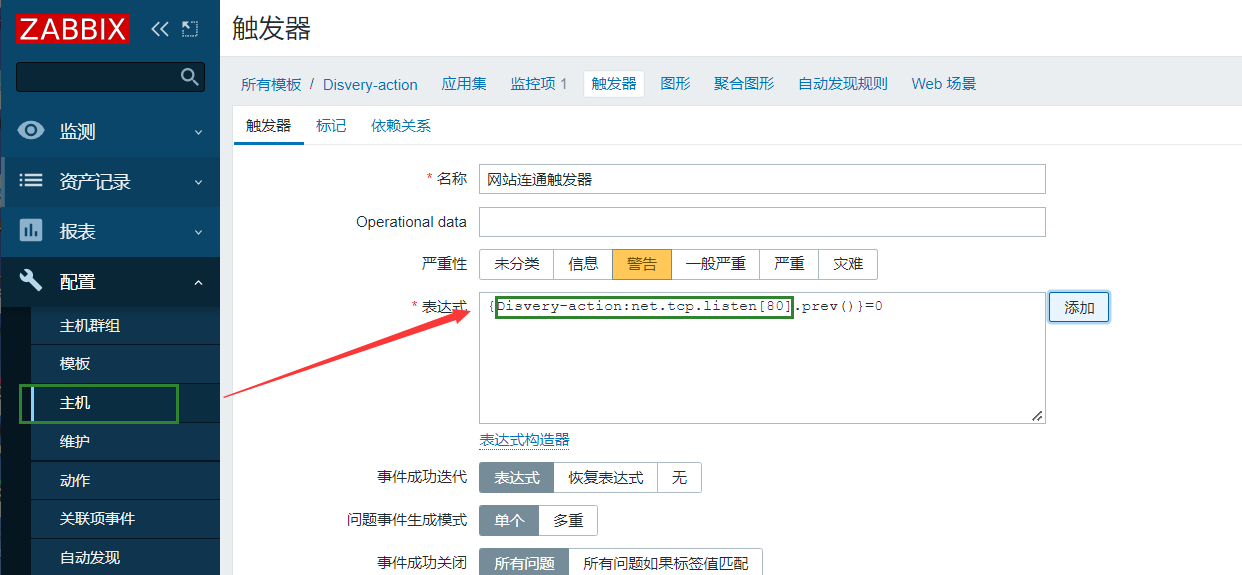 ZABBIX
监测
资产记录
报表
配置
主机群组
模板
主机
维护
动作
关联项事件
自动发现
触发器
所有模板 / Disvery-action 应用集 监控项 1 触发器 图形 聚合图形 自动发现规则 Web 场景
触发器 标记 依赖关系
* 名称 网站连通触发器
Operational data
严重性 未分类 信息 警告 一般严重 严重 灾难
* 表达式 {Disvery-action:net.tcp.listen[80].prev()}=0 添加
表达式构造器
事件成功迭代 表达式 恢复表达式 无
问题事件生成模式 单个 多重
事件成功关闭 所有问题 所有问题如果标签值匹配